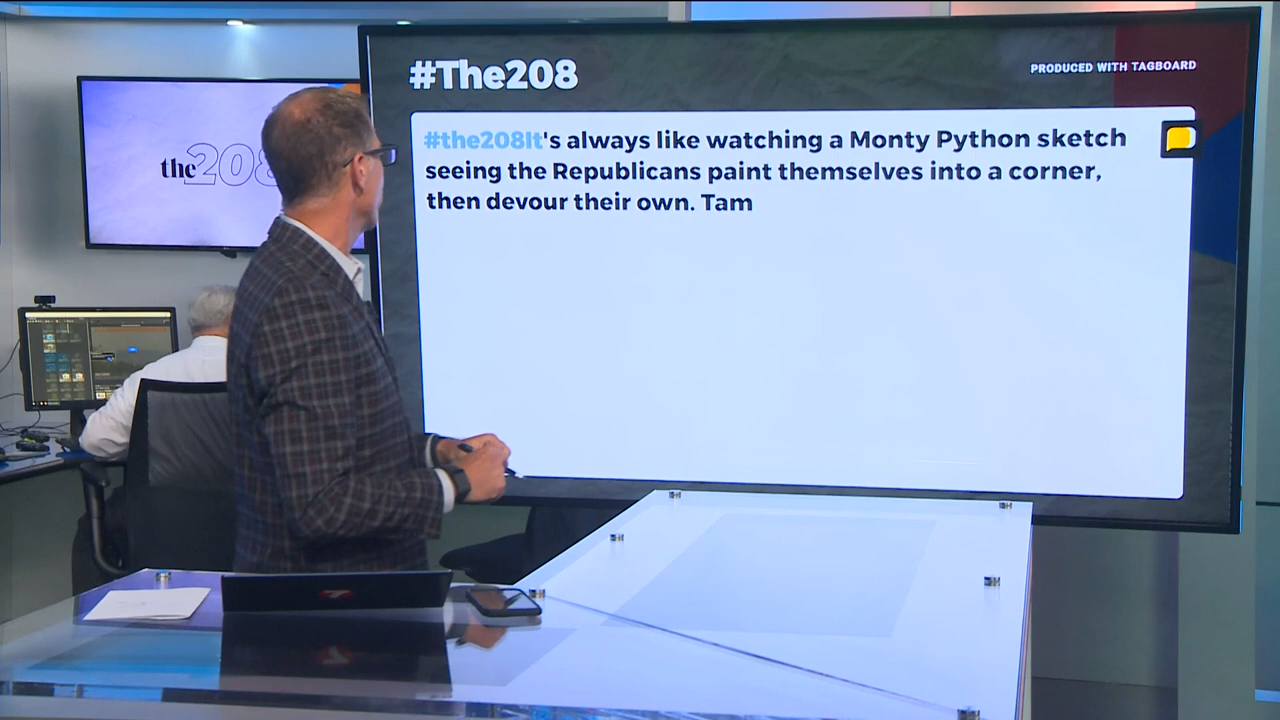 #The208
PRODUCED WITH TAGBOARD
#the208It's always like watching a Monty Python sketch
seeing the Republicans paint themselves into a corner,
then devour their own. Tam
the208
7